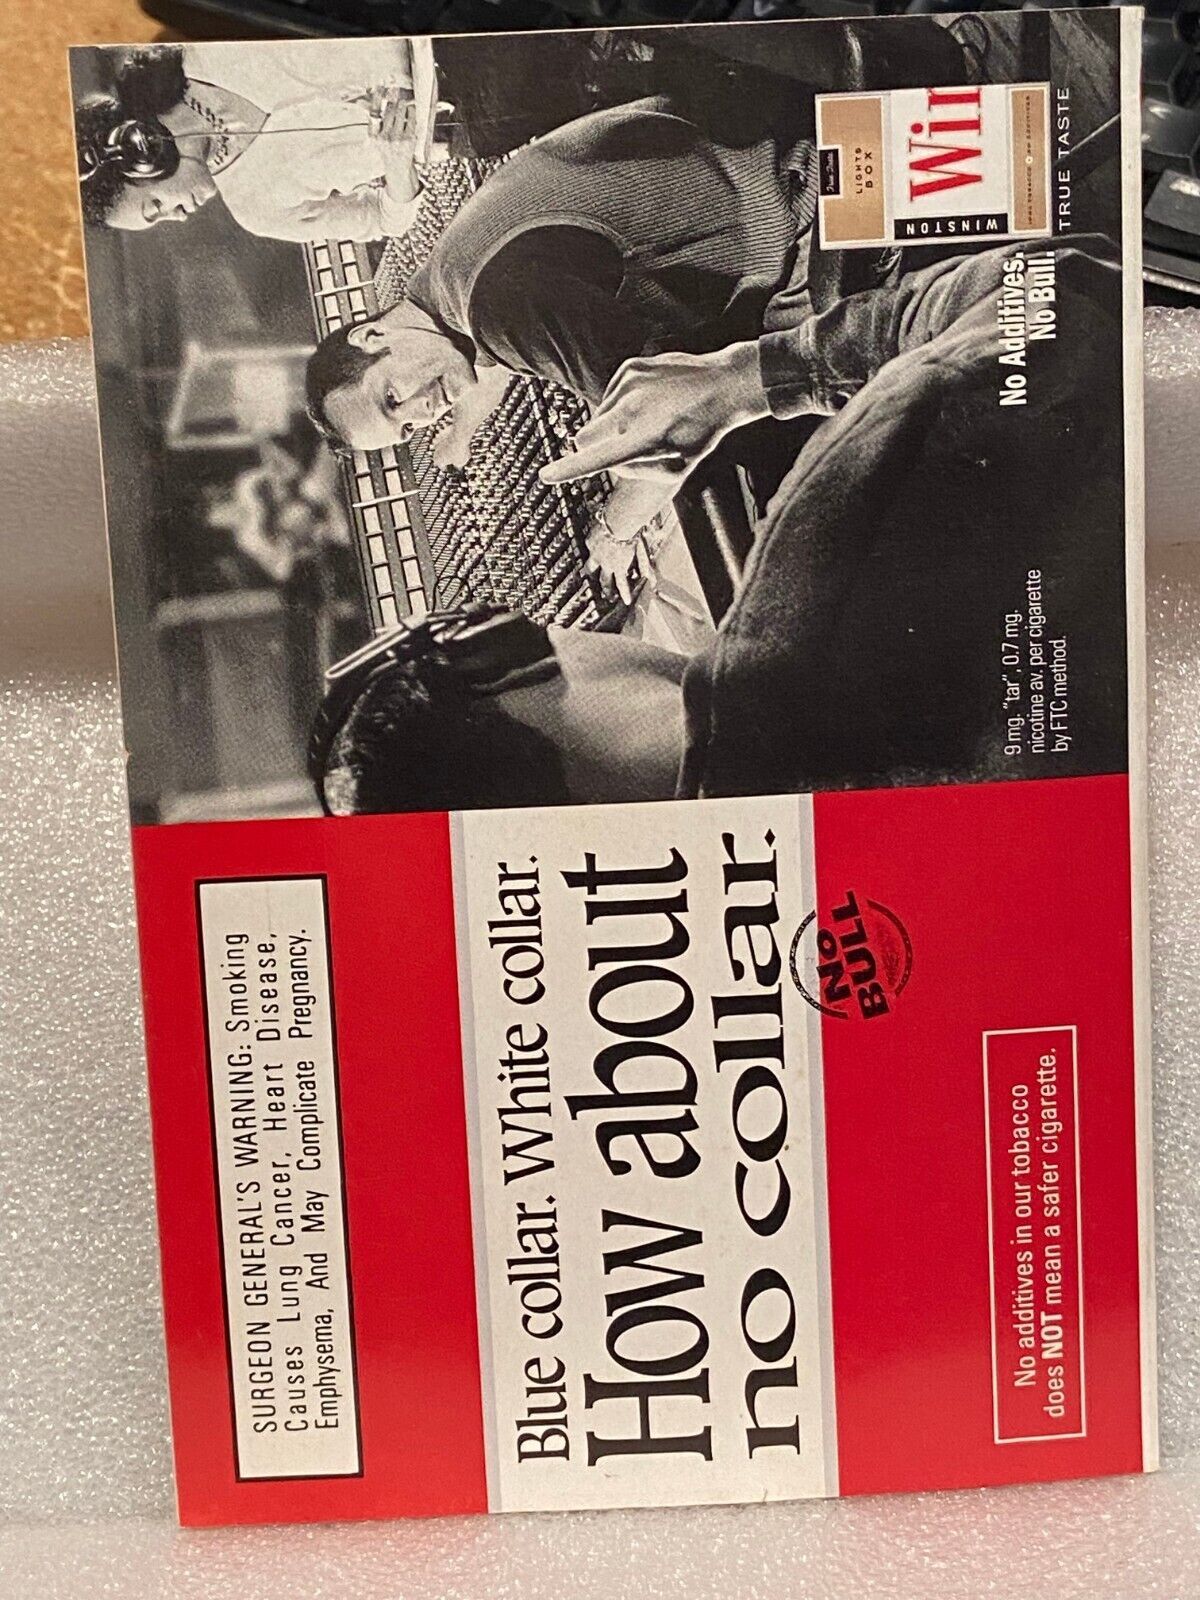 SURGEON GENERAL'S WARNING: Smoking
Causes Lung Cancer, Heart Disease,
Emphysema, And May Complicate Pregnancy.
Blue collar. White collar.
How about
no collar.
NO
BULL
No additives in our tobacco
does NOT mean a safer cigarette.
9 mg. "tar", 0.7 mg.
nicotine av. per cigarette
by FTC method.
No Additives.
No Bull.
LIGHTS
BOX
Win
WINSTON
TRUE TASTE